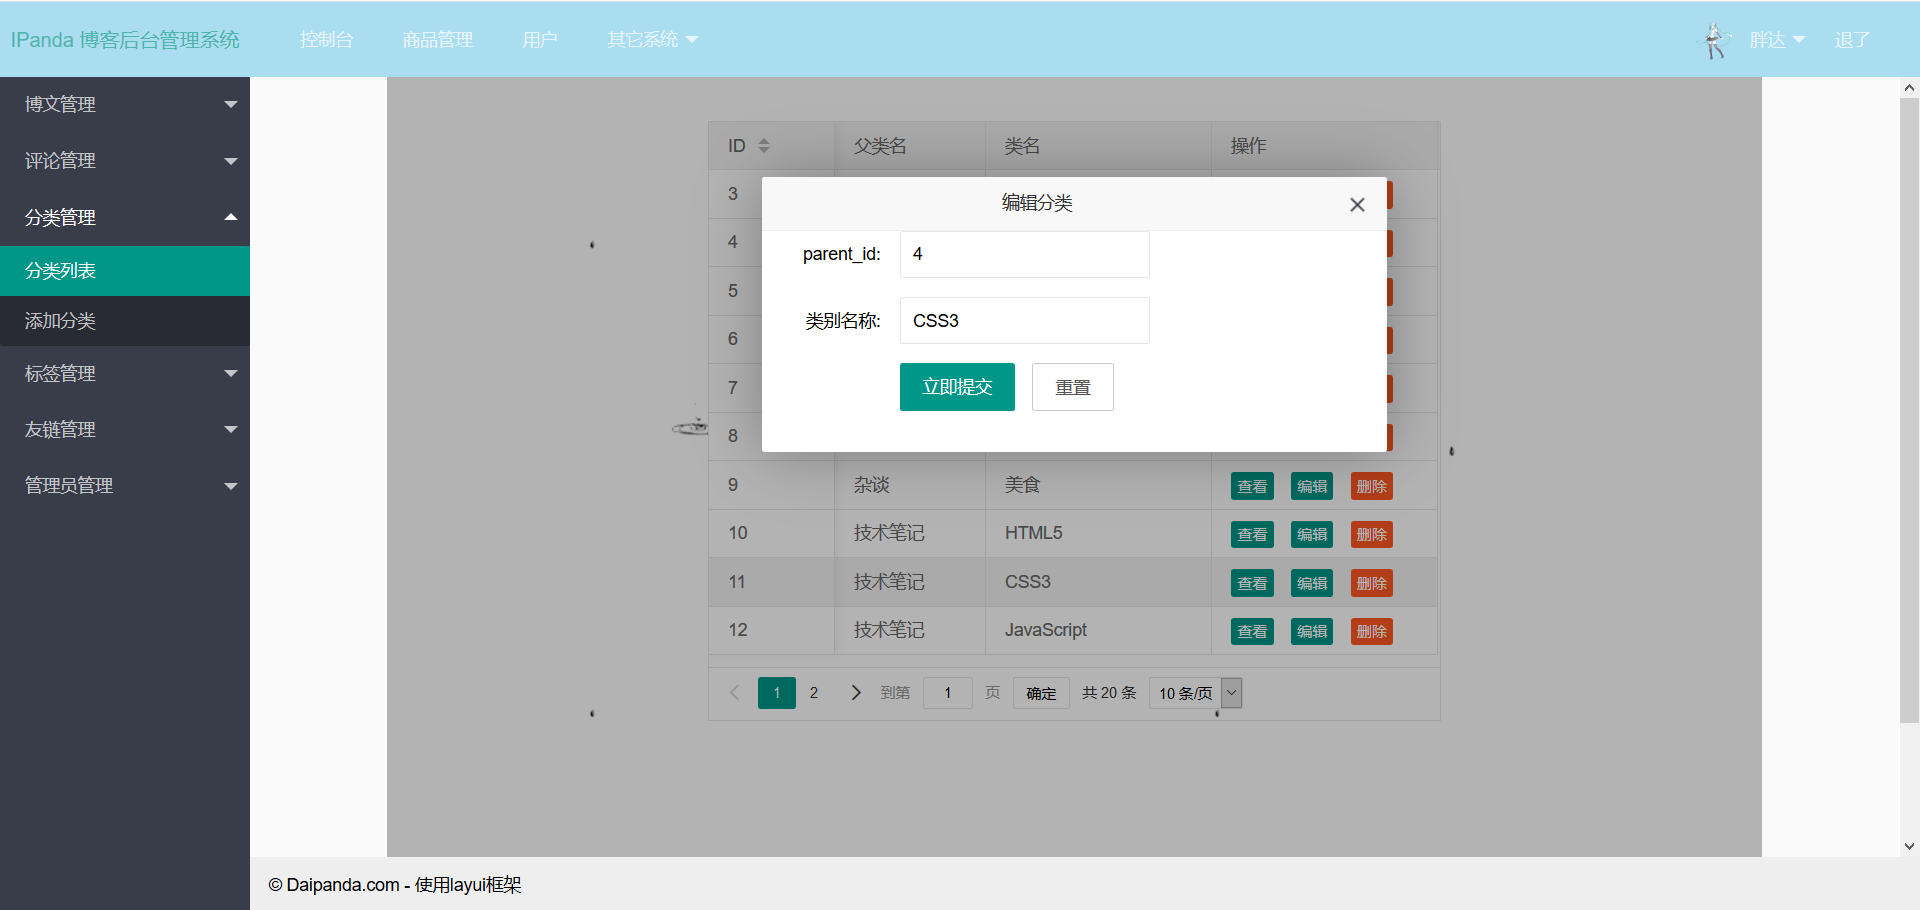 IPanda 博客后台管理系统 控制台 商品管理 用户 其它系统 胖达 退了
博文管理
评论管理
分类管理
分类列表
添加分类
标签管理
友链管理
管理员管理
ID 父类名 类名 操作
3
4
5
6
7
8
编辑分类
parent_id: 4
类别名称: CSS3
立即提交 重置
9 杂谈 美食 查看 编辑 删除
10 技术笔记 HTML5 查看 编辑 删除
11 技术笔记 CSS3 查看 编辑 删除
12 技术笔记 JavaScript 查看 编辑 删除
1 2 到第 1 页 确定 共 20 条 10 条/页
© Daipanda.com - 使用layui框架